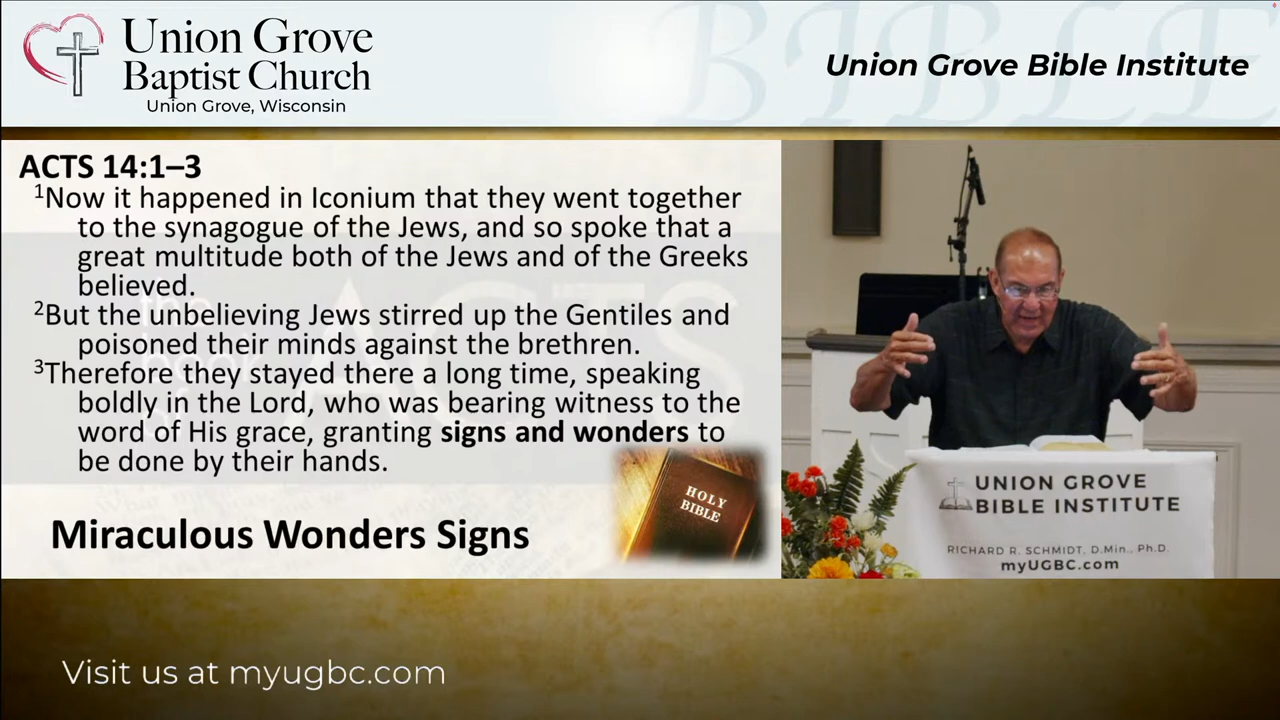 Union Grove
Baptist Church
Union Grove, Wisconsin
BIBLE
Union Grove Bible Institute
ACTS 14:1–3
1Now it happened in Iconium that they went together
to the synagogue of the Jews, and so spoke that a
great multitude both of the Jews and of the Greeks
believed.
2But the unbelieving Jews stirred up the Gentiles and
poisoned their minds against the brethren.
3Therefore they stayed there a long time, speaking
boldly in the Lord, who was bearing witness to the
word of His grace, granting signs and wonders to
be done by their hands.
Miraculous Wonders Signs
HOLY
BIBLE
UNION GROVE
BIBLE INSTITUTE
RICHARD R. SCHMIDT, D.Min., Ph.D.
myUGBC.com
Visit us at myugbc.com